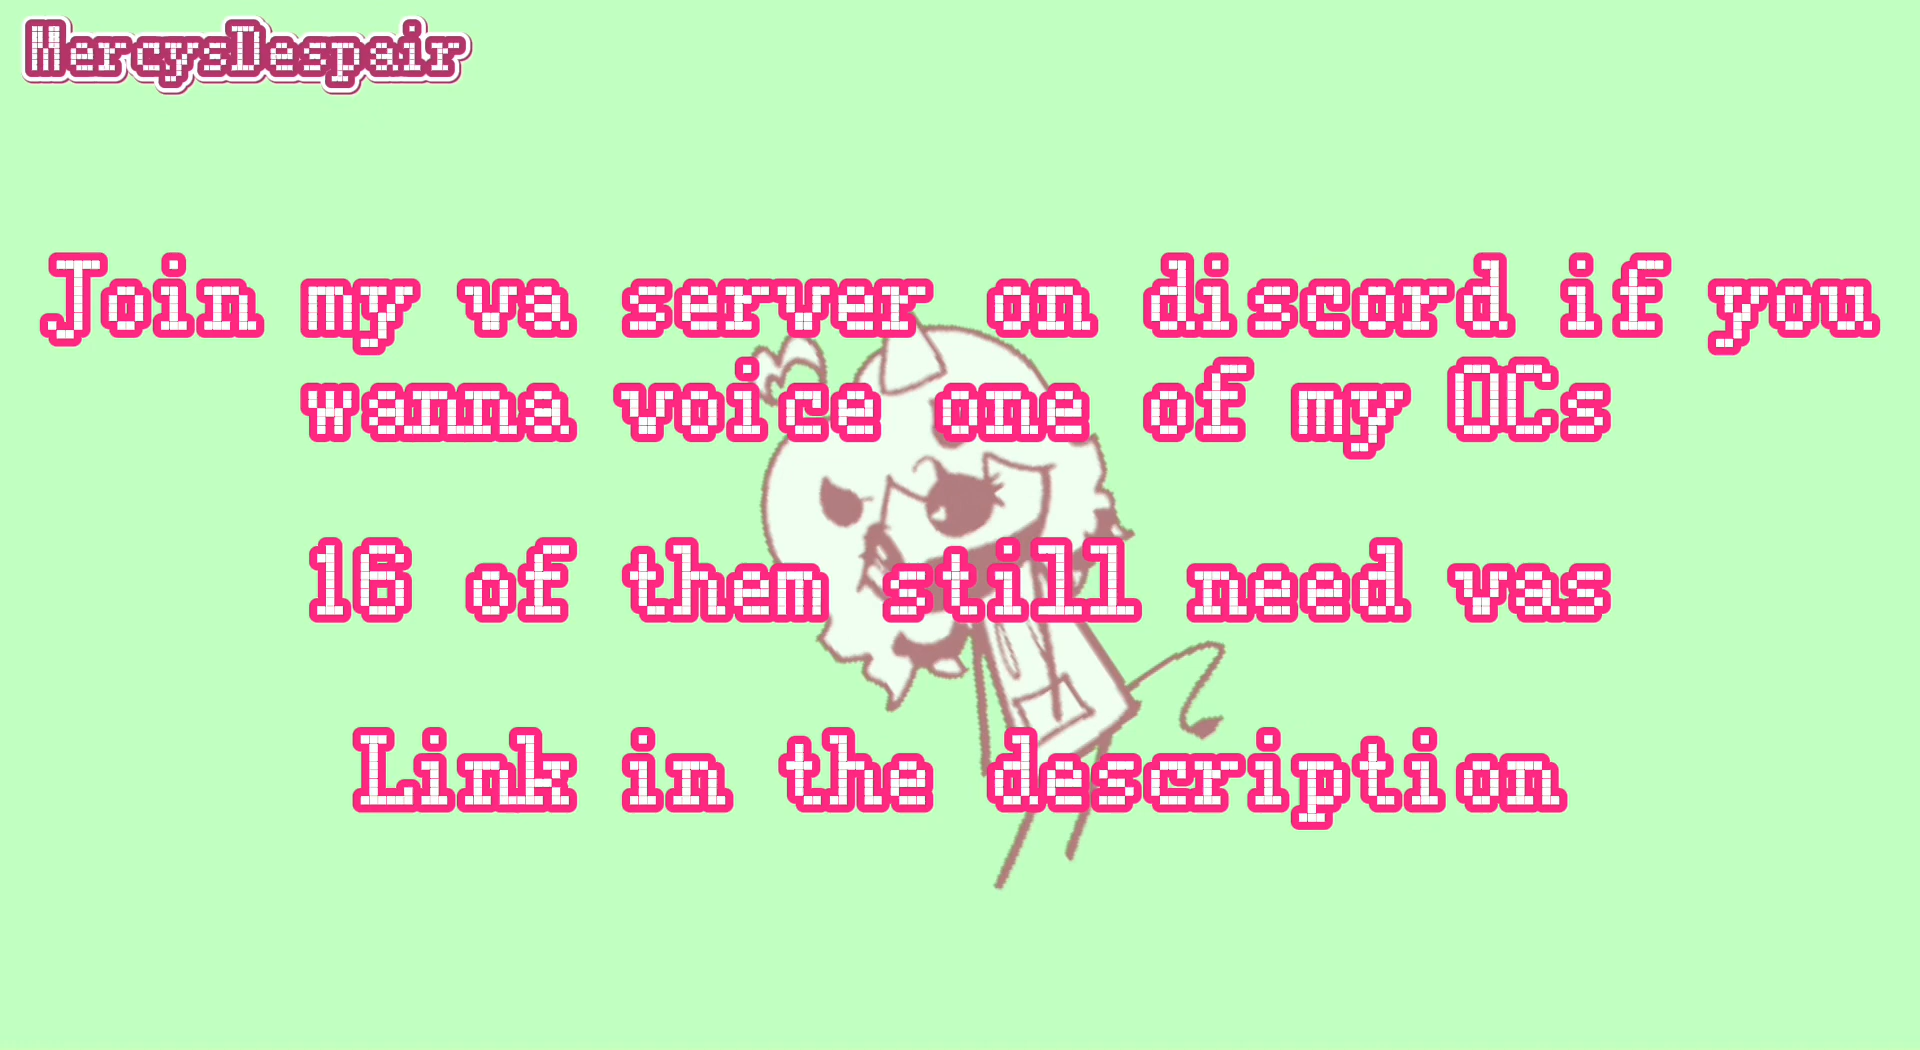 MercysDespair
Join my va server on discord if you
wanna voice one of my OCs
16 of them still need vas
Link in the description